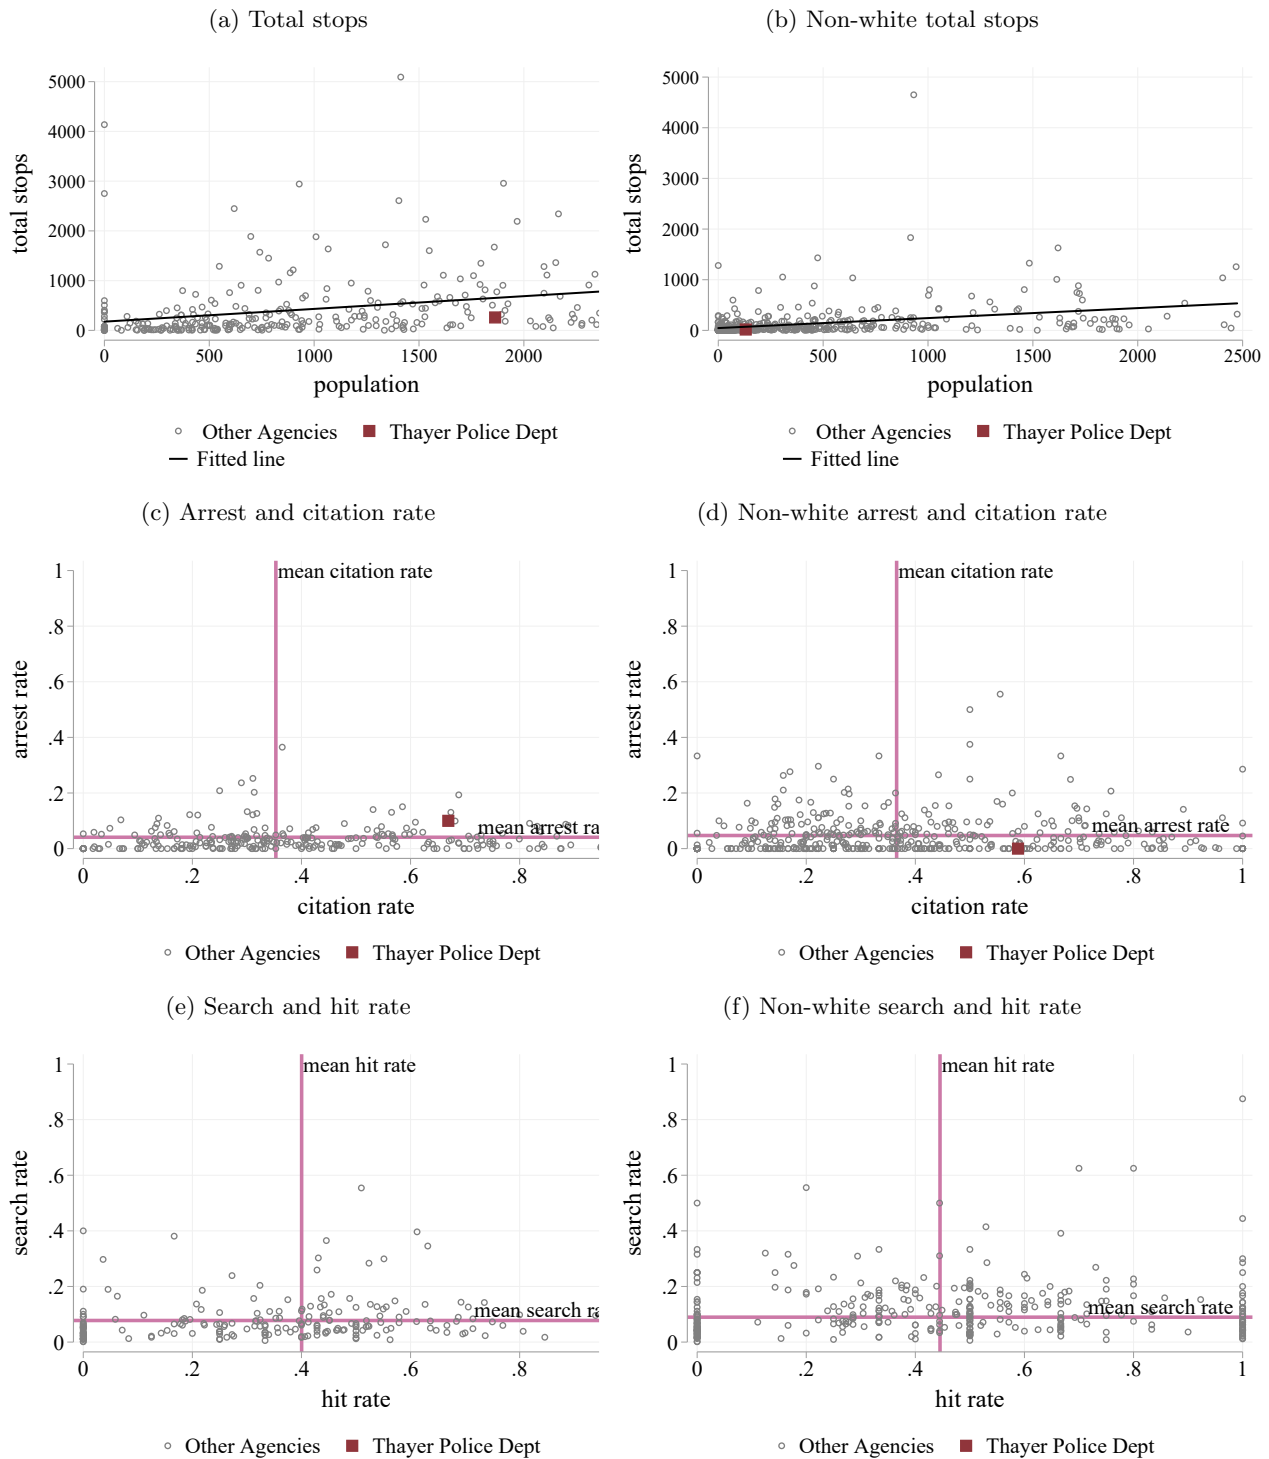 (a) Total stops
(b) Non-white total stops
total stops
5000
4000
3000
2000
1000
0
0 500 1000 1500 2000
population
Other Agencies Thayer Police Dept
Fitted line
total stops
5000
4000
3000
2000
1000
0
0 500 1000 1500 2000 2500
population
Other Agencies Thayer Police Dept
Fitted line
(c) Arrest and citation rate
(d) Non-white arrest and citation rate
arrest rate
1
.8
.6
.4
.2
0
mean citation rate
mean arrest ra
0 .2 .4 .6 .8
citation rate
Other Agencies Thayer Police Dept
arrest rate
1
.8
.6
.4
.2
0
mean citation rate
mean arrest rate
0 .2 .4 .6 .8 1
citation rate
Other Agencies Thayer Police Dept
(e) Search and hit rate
(f) Non-white search and hit rate
search rate
1
.8
.6
.4
.2
0
mean hit rate
mean search ra
0 .2 .4 .6 .8
hit rate
Other Agencies Thayer Police Dept
search rate
1
.8
.6
.4
.2
0
mean hit rate
mean search rate
0 .2 .4 .6 .8 1
hit rate
Other Agencies Thayer Police Dept